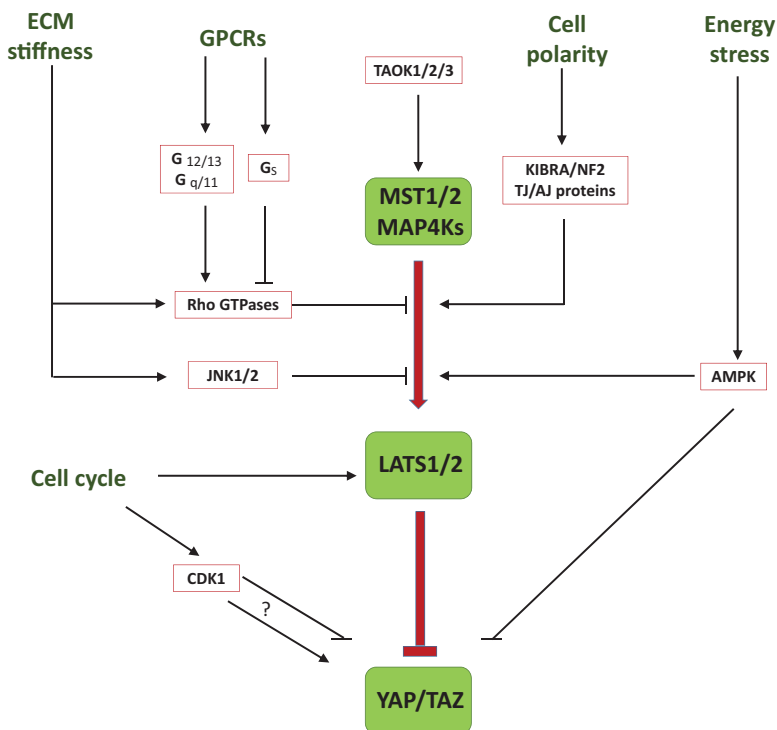 ECM
stiffness
GPCRs
Cell
polarity
Energy
stress
TAOK1/2/3
G 12/13
G q/11
GS
KIBRA/NF2
TJ/AJ proteins
MST1/2
MAP4Ks
Rho GTPases
JNK1/2
AMPK
LATS1/2
Cell cycle
CDK1
?
YAP/TAZ